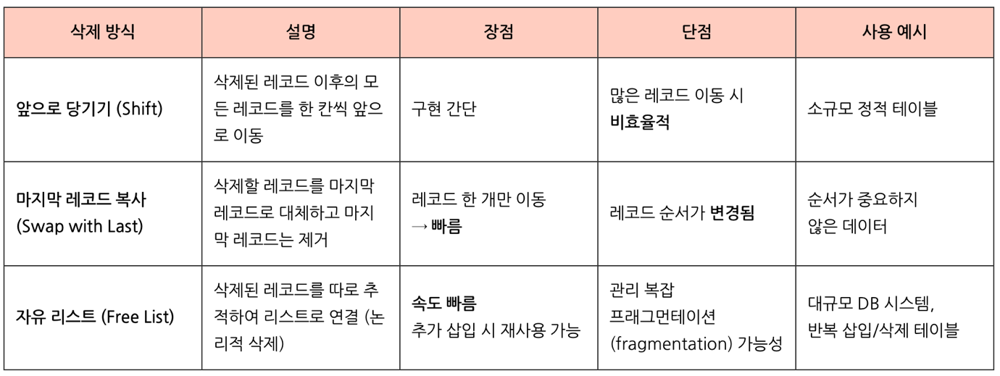 삭제 방식
설명
장점
단점
사용 예시
앞으로 당기기 (Shift)
삭제된 레코드 이후의 모
든 레코드를 한 칸씩 앞으
로 이동
구현 간단
많은 레코드 이동 시
비효율적
소규모 정적 테이블
마지막 레코드 복사
(Swap with Last)
삭제할 레코드를 마지막
레코드로 대체하고 마지
막 레코드는 제거
레코드 한 개만 이동
→ 빠름
레코드 순서가 변경됨
순서가 중요하지
않은 데이터
자유 리스트 (Free List)
삭제된 레코드를 따로 추
적하여 리스트로 연결 (논
리적 삭제)
속도 빠름
추가 삽입 시 재사용 가능
관리 복잡
프래그먼테이션
(fragmentation) 가능성
대규모 DB 시스템,
반복 삽입/삭제 테이블